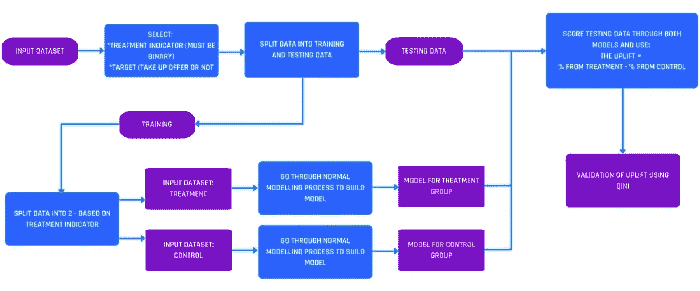 INPUT DATASET
SELECT:
*TREATMENT INDICATOR (MUST BE
BINARY)
*TARGET (TAKE UP OFFER OR NOT
SPLIT DATA INTO TRAINING
AND TESTING DATA
TESTING DATA
SCORE TESTING DATA THROUGH BOTH
MODELS AND USE:
THE UPLIFT =
% FROM TREATMENT - % FROM CONTROL
TRAINING
VALIDATION OF UPLIFT USING
QINI
SPLIT DATA INTO 2 - BASED ON
TREATMENT INDICATOR
INPUT DATASET:
TREATMENT
GO THROUGH NORMAL
MODELLING PROCESS TO BUILD
MODEL
MODEL FOR TREATMENT
GROUP
INPUT DATASET:
CONTROL
GO THROUGH NORMAL
MODELLING PROCESS TO BUILD
MODEL
MODEL FOR CONTROL
GROUP